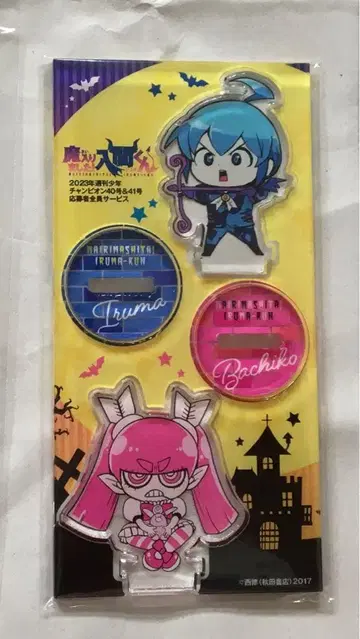 魔入りました!入間くん
2023年週刊少年
チャンピオン40号&41号
応募者全員サービス
MAIRIMASHITA!
IRUMA-KUN
Iruma
MAIRIMASHITA!
IRUMA-KUN
Bachiko
©西修(秋田書店)2017